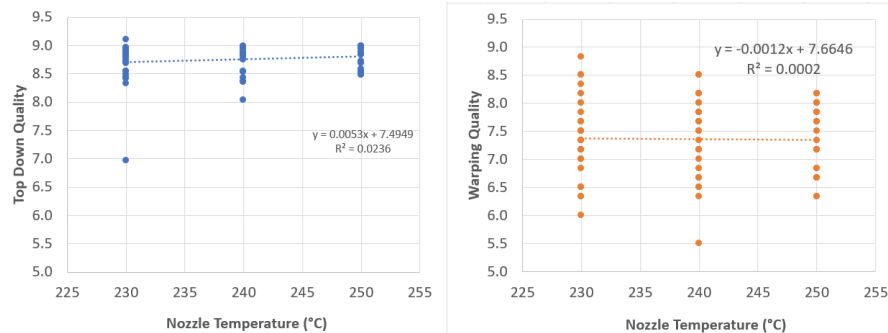 9.5
9.0
8.5
8.0
7.5
7.0
6.5
6.0
5.5
5.0
Top Down Quality
y = 0.0053x + 7.4949
R² = 0.0236
225 230 235 240 245 250 255
Nozzle Temperature (°C)
9.5
9.0
8.5
8.0
7.5
7.0
6.5
6.0
5.5
5.0
Warping Quality
y = -0.0012x + 7.6646
R² = 0.0002
225 230 235 240 245 250 255
Nozzle Temperature (°C)